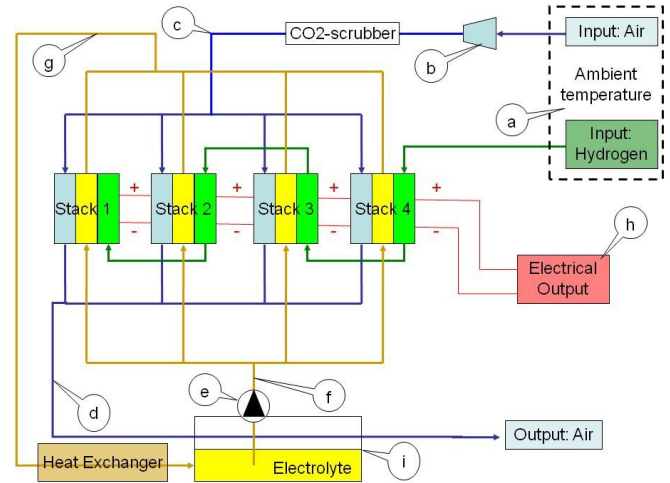 c
CO2-scrubber
Input: Air
g
b
Ambient
temperature
a
Input:
Hydrogen
+ + + +
Stack 1 Stack 2 Stack 3 Stack 4
- - - -
h
Electrical
Output
e
f
d
Output: Air
Heat Exchanger
Electrolyte
i